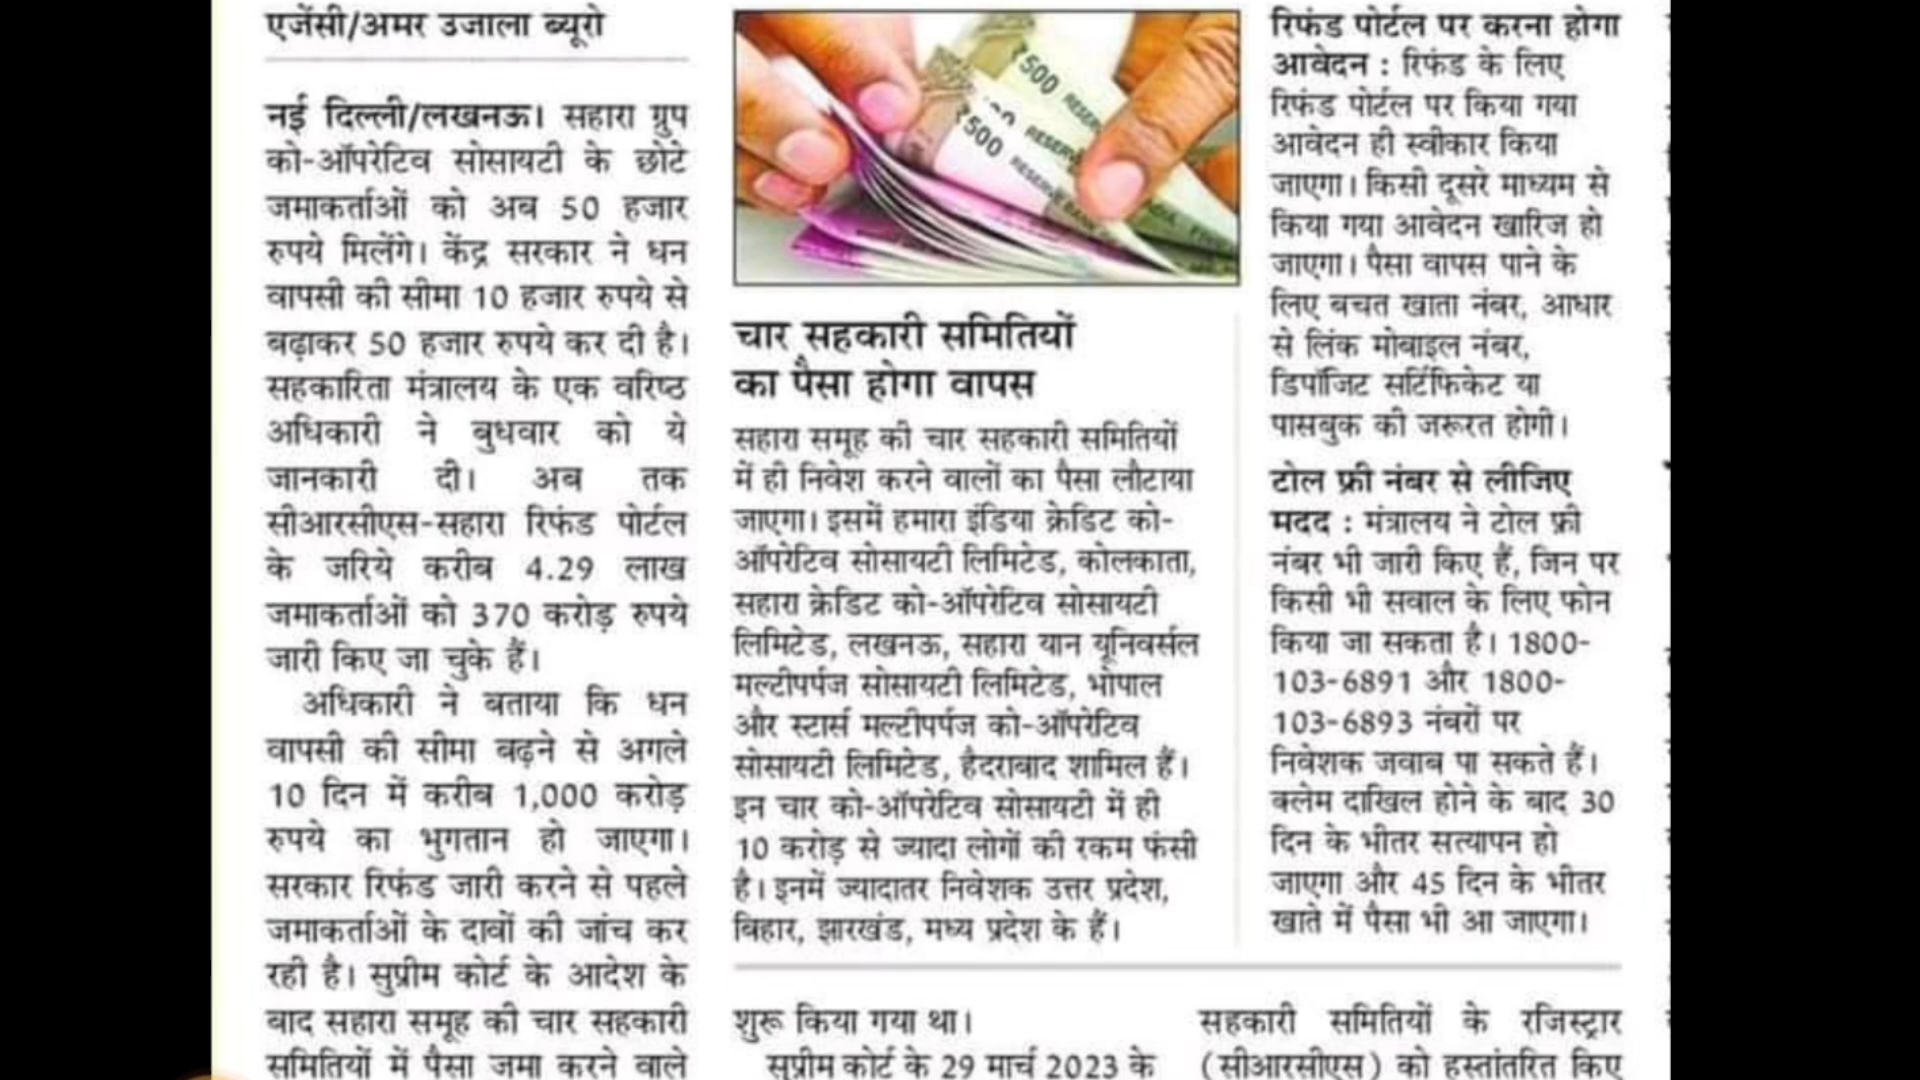 एजेंसी/अमर उजाला ब्यूरो
नई दिल्ली/लखनऊ। सहारा ग्रुप
को-ऑपरेटिव सोसायटी के छोटे
जमाकर्ताओं को अब 50 हजार
रुपये मिलेंगे। केंद्र सरकार ने धन
वापसी की सीमा 10 हजार रुपये से
बढ़ाकर 50 हजार रुपये कर दी है।
सहकारिता मंत्रालय के एक वरिष्ठ
अधिकारी ने बुधवार को ये
जानकारी दी। अब तक
सीआरसीएस-सहारा रिफंड पोर्टल
के जरिये करीब 4.29 लाख
जमाकर्ताओं को 370 करोड़ रुपये
जारी किए जा चुके हैं।
अधिकारी ने बताया कि धन
वापसी की सीमा बढ़ने से अगले
10 दिन में करीब 1,000 करोड़
रुपये का भुगतान हो जाएगा।
सरकार रिफंड जारी करने से पहले
जमाकर्ताओं के दावों की जांच कर
रही है। सुप्रीम कोर्ट के आदेश के
बाद सहारा समूह की चार सहकारी
समितियों में पैसा जमा करने वाले
₹500 RESER
₹500 RESERVE BANK
चार सहकारी समितियों
का पैसा होगा वापस
सहारा समूह की चार सहकारी समितियों
में ही निवेश करने वालों का पैसा लौटाया
जाएगा। इसमें हमारा इंडिया क्रेडिट को-
ऑपरेटिव सोसायटी लिमिटेड, कोलकाता,
सहारा क्रेडिट को-ऑपरेटिव सोसायटी
लिमिटेड, लखनऊ, सहारा यान यूनिवर्सल
मल्टीपर्पज सोसायटी लिमिटेड, भोपाल
और स्टार्स मल्टीपर्पज को-ऑपरेटिव
सोसायटी लिमिटेड, हैदराबाद शामिल हैं।
इन चार को-ऑपरेटिव सोसायटी में ही
10 करोड़ से ज्यादा लोगों की रकम फंसी
है। इनमें ज्यादातर निवेशक उत्तर प्रदेश,
बिहार, झारखंड, मध्य प्रदेश के हैं।
रिफंड पोर्टल पर करना होगा
आवेदन : रिफंड के लिए
रिफंड पोर्टल पर किया गया
आवेदन ही स्वीकार किया
जाएगा। किसी दूसरे माध्यम से
किया गया आवेदन खारिज हो
जाएगा। पैसा वापस पाने के
लिए बचत खाता नंबर, आधार
से लिंक मोबाइल नंबर,
डिपॉजिट सर्टिफिकेट या
पासबुक की जरूरत होगी।
टोल फ्री नंबर से लीजिए
मदद : मंत्रालय ने टोल फ्री
नंबर भी जारी किए हैं, जिन पर
किसी भी सवाल के लिए फोन
किया जा सकता है। 1800-
103-6891 और 1800-
103-6893 नंबरों पर
निवेशक जवाब पा सकते हैं।
क्लेम दाखिल होने के बाद 30
दिन के भीतर सत्यापन हो
जाएगा और 45 दिन के भीतर
खाते में पैसा भी आ जाएगा।
शुरू किया गया था।
सुप्रीम कोर्ट के 29 मार्च 2023 के
सहकारी समितियों के रजिस्ट्रार
(सीआरसीएस) को हस्तांतरित किए